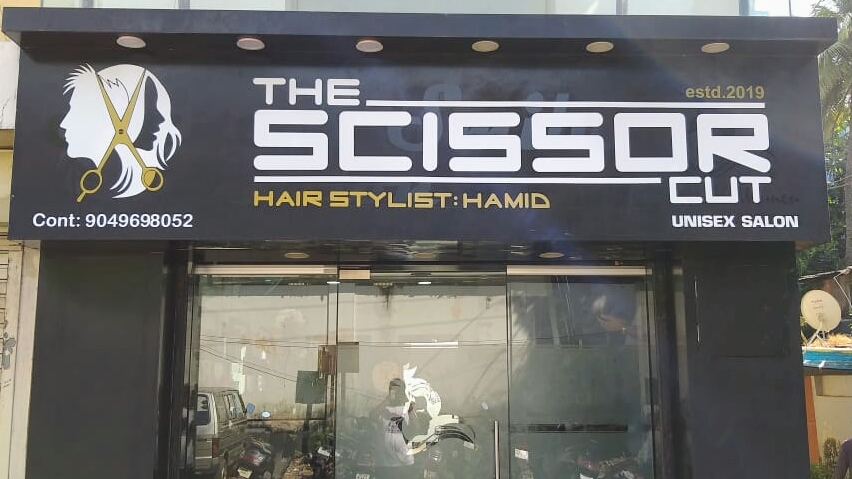 THE
estd.2019
SCISSOR
CUT
HAIR STYLIST: HAMID
Cont: 9049698052
UNISEX SALON